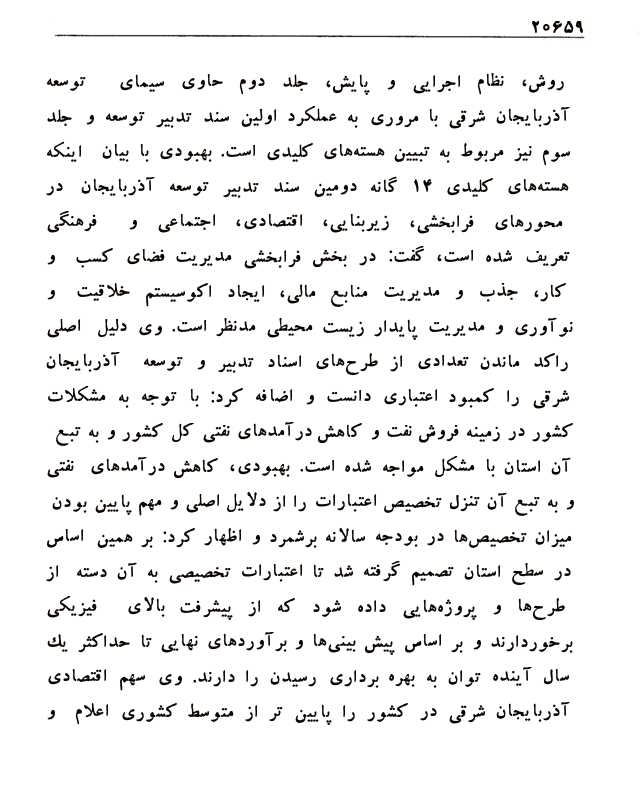 ۲۰۶۵۹
روش، نظام اجرایی و پایش، جلد دوم حاوی سیمای توسعه
آذربایجان شرقی با مروری به عملکرد اولین سند تدبیر توسعه و جلد
سوم نیز مربوط به تبیین هسته‌های کلیدی است. بهبودی با بیان اینکه
هسته‌های کلیدی ۱۴ گانه دومین سند تدبیر توسعه آذربایجان در
محورهای فرابخشی، زیربنایی، اقتصادی، اجتماعی و فرهنگی
تعریف شده است، گفت: در بخش فرابخشی مدیریت فضای کسب و
کار، جذب و مدیریت منابع مالی، ایجاد اکوسیستم خلاقیت و
نوآوری و مدیریت پایدار زیست محیطی مدنظر است. وی دلیل اصلی
راکد ماندن تعدادی از طرح‌های اسناد تدبیر و توسعه آذربایجان
شرقی را کمبود اعتباری دانست و اضافه کرد: با توجه به مشکلات
کشور در زمینه فروش نفت و کاهش درآمدهای نفتی کل کشور و به تبع
آن استان با مشکل مواجه شده است. بهبودی، کاهش درآمدهای نفتی
و به تبع آن تنزل تخصیص اعتبارات را از دلایل اصلی و مهم پایین بودن
میزان تخصیص‌ها در بودجه سالانه برشمرد و اظهار کرد: بر همین اساس
در سطح استان تصمیم گرفته شد تا اعتبارات تخصیصی به آن دسته از
طرح‌ها و پروژه‌هایی داده شود که از پیشرفت بالای فیزیکی
برخوردارند و بر اساس پیش بینی‌ها و برآوردهای نهایی تا حداکثر یك
سال آینده توان به بهره برداری رسیدن را دارند. وی سهم اقتصادی
آذربایجان شرقی در کشور را پایین تر از متوسط کشوری اعلام و